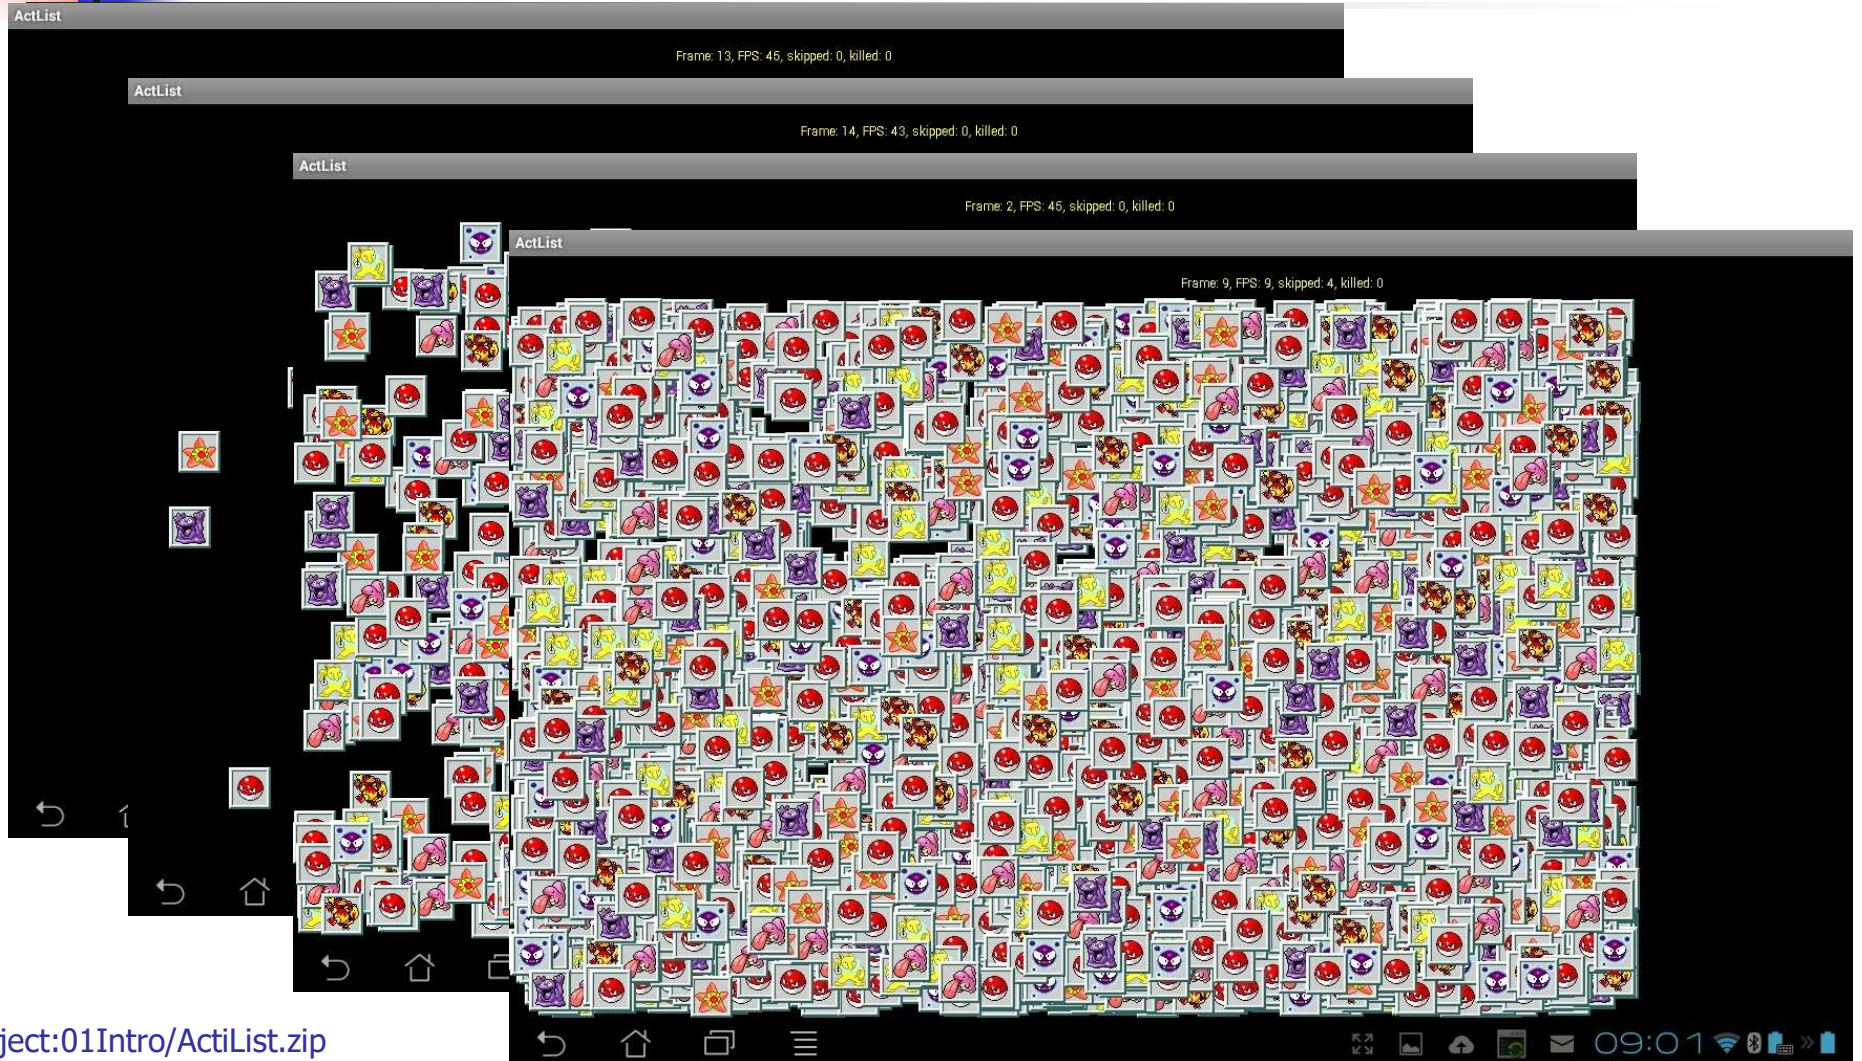 ActList
Frame: 13, FPS: 45, skipped: 0, killed: 0
ActList
Frame: 14, FPS: 43, skipped: 0, killed: 0
ActList
Frame: 2, FPS: 45, skipped: 0, killed: 0
ActList
Frame: 9, FPS: 9, skipped: 4, killed: 0
ject:01Intro/ActiList.zip
09:01